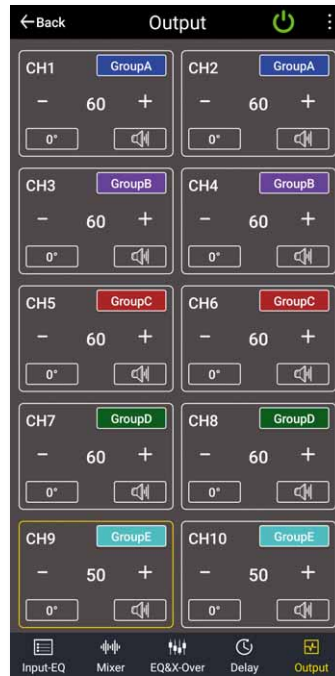 Back Output
CH1 GroupA CH2 GroupA
− 60 + − 60 +
0° 0°
CH3 GroupB CH4 GroupB
− 60 + − 60 +
0° 0°
CH5 GroupC CH6 GroupC
− 60 + − 60 +
0° 0°
CH7 GroupD CH8 GroupD
− 60 + − 60 +
0° 0°
CH9 GroupE CH10 GroupE
− 50 + − 50 +
0° 0°
Input-EQ Mixer EQ&X-Over Delay Output